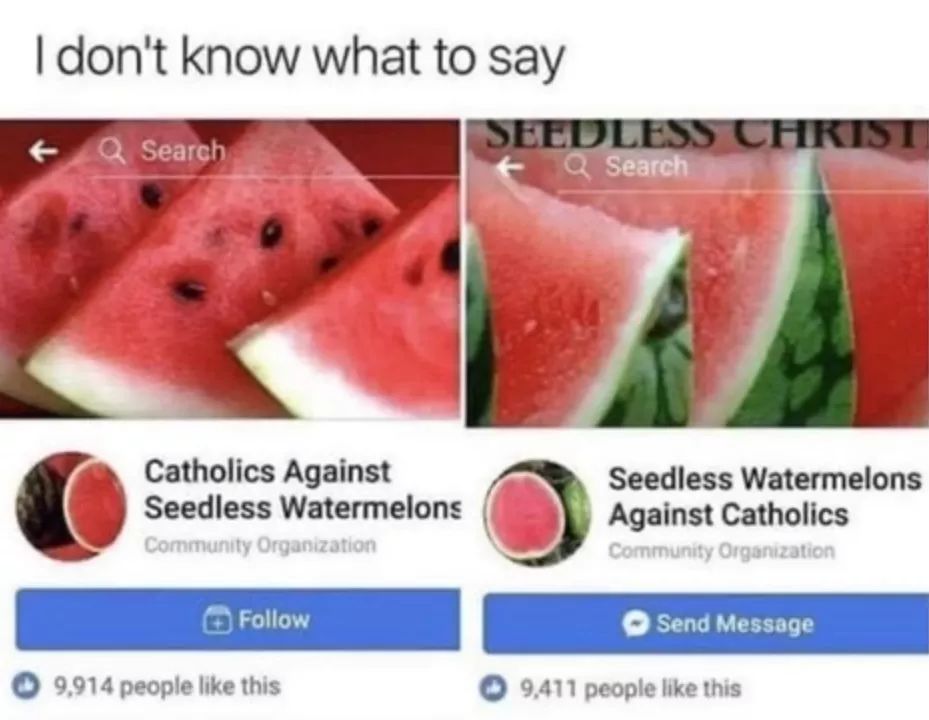 I don't know what to say
Search
Catholics Against
Seedless Watermelons
Community Organization
Follow
9,914 people like this
SEEDLESS CHRISTI
Search
Seedless Watermelons
Against Catholics
Community Organization
Send Message
9,411 people like this